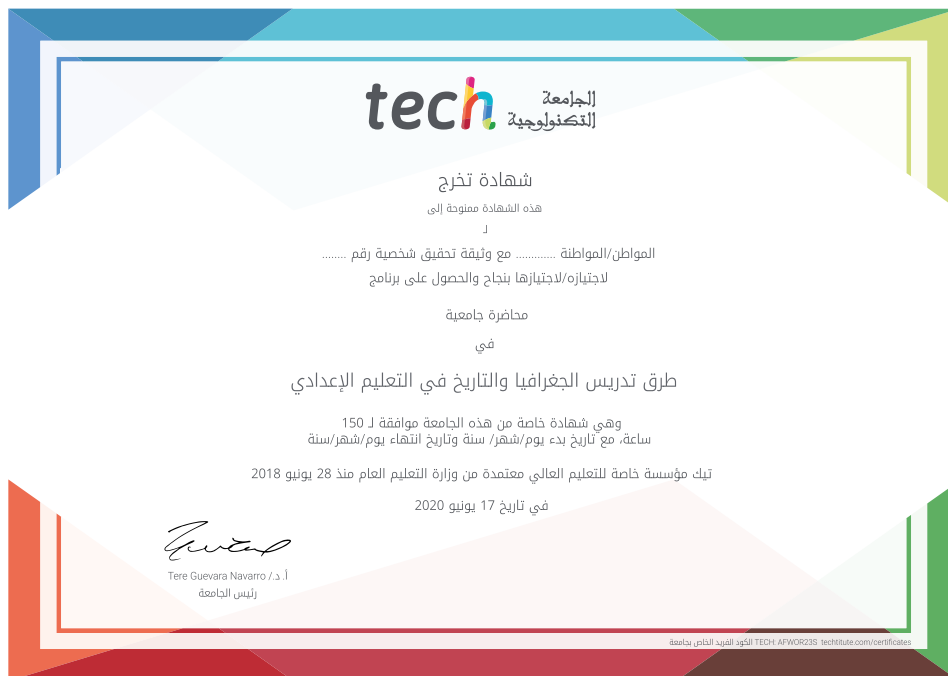 tech الجامعة
التكنولوجية
شهادة تخرج
هذه الشهادة ممنوحة إلى
لـ
المواطن/المواطنة ............. مع وثيقة تحقيق شخصية رقم ........
لاجتيازه/لاجتيازها بنجاح والحصول على برنامج
محاضرة جامعية
في
طرق تدريس الجغرافيا والتاريخ في التعليم الإعدادي
وهي شهادة خاصة من هذه الجامعة موافقة لـ 150
ساعة، مع تاريخ بدء يوم/شهر/ سنة وتاريخ انتهاء يوم/شهر/سنة
تيك مؤسسة خاصة للتعليم العالي معتمدة من وزارة التعليم العام منذ 28 يونيو 2018
في تاريخ 17 يونيو 2020
أ. د./ Tere Guevara Navarro
رئيس الجامعة
الكود الفريد الخاص بجامعة TECH: AFWOR23S techtitute.com/certificates